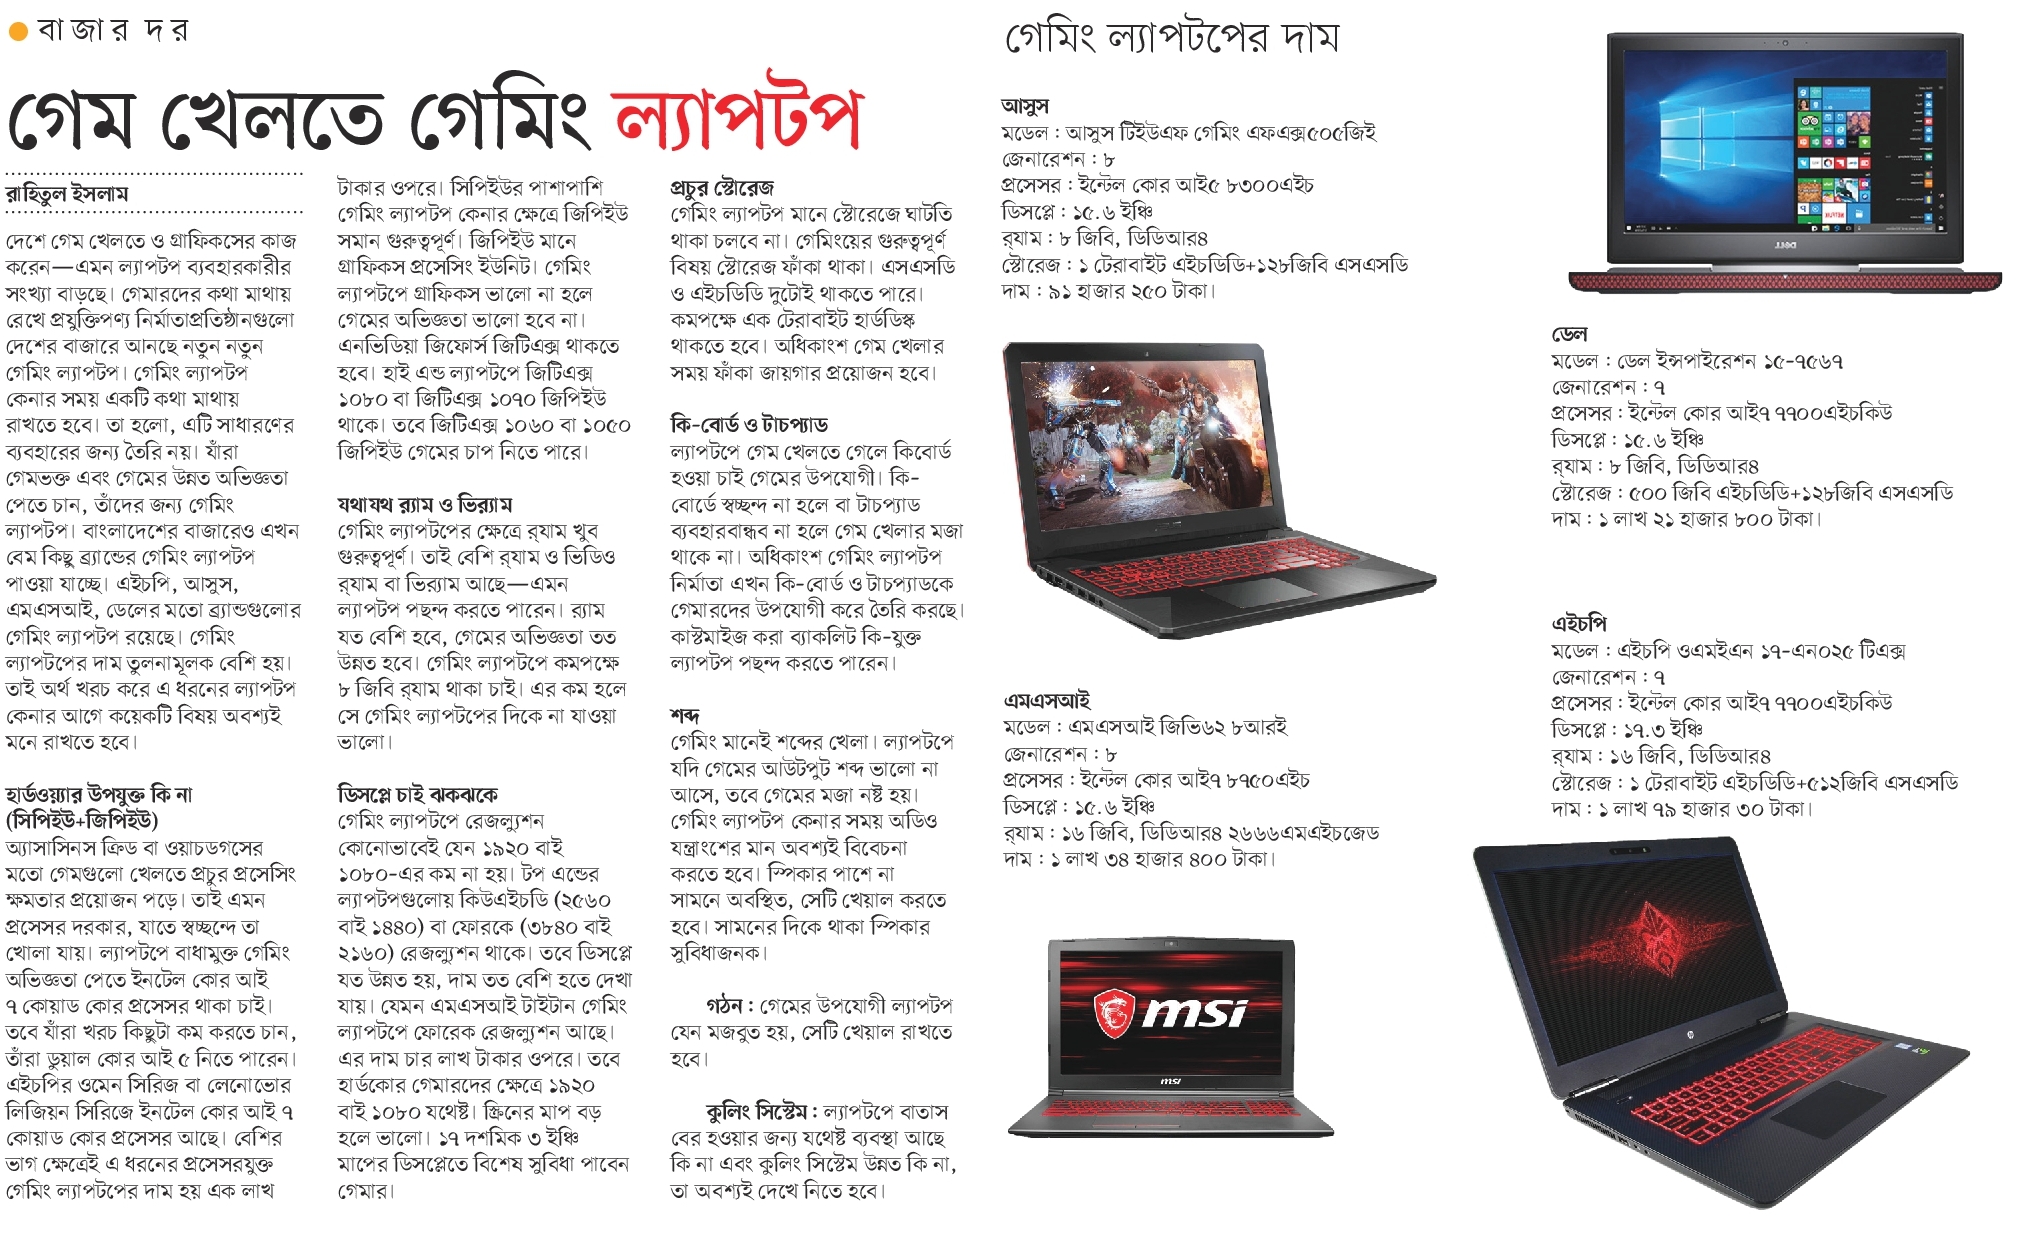 বাজার দর
গেম খেলতে গেমিং ল্যাপটপ
রাহিতুল ইসলাম
দেশে গেম খেলতে ও গ্রাফিকসের কাজ
করেন—এমন ল্যাপটপ ব্যবহারকারীর
সংখ্যা বাড়ছে। গেমারদের কথা মাথায়
রেখে প্রযুক্তিপণ্য নির্মাতাপ্রতিষ্ঠানগুলো
দেশের বাজারে আনছে নতুন নতুন
গেমিং ল্যাপটপ। গেমিং ল্যাপটপ
কেনার সময় একটি কথা মাথায়
রাখতে হবে। তা হলো, এটি সাধারণের
ব্যবহারের জন্য তৈরি নয়। যাঁরা
গেমভক্ত এবং গেমের উন্নত অভিজ্ঞতা
পেতে চান, তাঁদের জন্য গেমিং
ল্যাপটপ। বাংলাদেশের বাজারেও এখন
বেম কিছু ব্র্যান্ডের গেমিং ল্যাপটপ
পাওয়া যাচ্ছে। এইচপি, আসুস,
এমএসআই, ডেলের মতো ব্র্যান্ডগুলোর
গেমিং ল্যাপটপ রয়েছে। গেমিং
ল্যাপটপের দাম তুলনামূলক বেশি হয়।
তাই অর্থ খরচ করে এ ধরনের ল্যাপটপ
কেনার আগে কয়েকটি বিষয় অবশ্যই
মনে রাখতে হবে।
হার্ডওয়্যার উপযুক্ত কি না
(সিপিইউ+জিপিইউ)
অ্যাসাসিনস ক্রিড বা ওয়াচডগসের
মতো গেমগুলো খেলতে প্রচুর প্রসেসিং
ক্ষমতার প্রয়োজন পড়ে। তাই এমন
প্রসেসর দরকার, যাতে স্বচ্ছন্দে তা
খোলা যায়। ল্যাপটপে বাধামুক্ত গেমিং
অভিজ্ঞতা পেতে ইনটেল কোর আই
৭ কোয়াড কোর প্রসেসর থাকা চাই।
তবে যাঁরা খরচ কিছুটা কম করতে চান,
তাঁরা ডুয়াল কোর আই ৫ নিতে পারেন।
এইচপির ওমেন সিরিজ বা লেনোভোর
লিজিয়ন সিরিজে ইনটেল কোর আই ৭
কোয়াড কোর প্রসেসর আছে। বেশির
ভাগ ক্ষেত্রেই এ ধরনের প্রসেসরযুক্ত
গেমিং ল্যাপটপের দাম হয় এক লাখ
টাকার ওপরে। সিপিইউর পাশাপাশি
গেমিং ল্যাপটপ কেনার ক্ষেত্রে জিপিইউ
সমান গুরুত্বপূর্ণ। জিপিইউ মানে
গ্রাফিকস প্রসেসিং ইউনিট। গেমিং
ল্যাপটপে গ্রাফিকস ভালো না হলে
গেমের অভিজ্ঞতা ভালো হবে না।
এনভিডিয়া জিফোর্স জিটিএক্স থাকতে
হবে। হাই এন্ড ল্যাপটপে জিটিএক্স
১০৮০ বা জিটিএক্স ১০৭০ জিপিইউ
থাকে। তবে জিটিএক্স ১০৬০ বা ১০৫০
জিপিইউ গেমের চাপ নিতে পারে।
যথাযথ র‍্যাম ও ভির‍্যাম
গেমিং ল্যাপটপের ক্ষেত্রে র‍্যাম খুব
গুরুত্বপূর্ণ। তাই বেশি র‍্যাম ও ভিডিও
র‍্যাম বা ভির‍্যাম আছে—এমন
ল্যাপটপ পছন্দ করতে পারেন। র‍্যাম
যত বেশি হবে, গেমের অভিজ্ঞতা তত
উন্নত হবে। গেমিং ল্যাপটপে কমপক্ষে
৮ জিবি র‍্যাম থাকা চাই। এর কম হলে
সে গেমিং ল্যাপটপের দিকে না যাওয়া
ভালো।
ডিসপ্লে চাই ঝকঝকে
গেমিং ল্যাপটপে রেজল্যুশন
কোনোভাবেই যেন ১৯২০ বাই
১০৮০-এর কম না হয়। টপ এন্ডের
ল্যাপটপগুলোয় কিউএইচডি (২৫৬০
বাই ১৪৪০) বা ফোরকে (৩৮৪০ বাই
২১৬০) রেজল্যুশন থাকে। তবে ডিসপ্লে
যত উন্নত হয়, দাম তত বেশি হতে দেখা
যায়। যেমন এমএসআই টাইটান গেমিং
ল্যাপটপে ফোরেক রেজল্যুশন আছে।
এর দাম চার লাখ টাকার ওপরে। তবে
হার্ডকোর গেমারদের ক্ষেত্রে ১৯২০
বাই ১০৮০ যথেষ্ট। স্ক্রিনের মাপ বড়
হলে ভালো। ১৭ দশমিক ৩ ইঞ্চি
মাপের ডিসপ্লেতে বিশেষ সুবিধা পাবেন
গেমার।
প্রচুর স্টোরেজ
গেমিং ল্যাপটপ মানে স্টোরেজে ঘাটতি
থাকা চলবে না। গেমিংয়ের গুরুত্বপূর্ণ
বিষয় স্টোরেজ ফাঁকা থাকা। এসএসডি
ও এইচডিডি দুটোই থাকতে পারে।
কমপক্ষে এক টেরাবাইট হার্ডডিস্ক
থাকতে হবে। অধিকাংশ গেম খেলার
সময় ফাঁকা জায়গার প্রয়োজন হবে।
কি-বোর্ড ও টাচপ্যাড
ল্যাপটপে গেম খেলতে গেলে কিবোর্ড
হওয়া চাই গেমের উপযোগী। কি-
বোর্ডে স্বচ্ছন্দ না হলে বা টাচপ্যাড
ব্যবহারবান্ধব না হলে গেম খেলার মজা
থাকে না। অধিকাংশ গেমিং ল্যাপটপ
নির্মাতা এখন কি-বোর্ড ও টাচপ্যাডকে
গেমারদের উপযোগী করে তৈরি করছে।
কাস্টমাইজ করা ব্যাকলিট কি-যুক্ত
ল্যাপটপ পছন্দ করতে পারেন।
শব্দ
গেমিং মানেই শব্দের খেলা। ল্যাপটপে
যদি গেমের আউটপুট শব্দ ভালো না
আসে, তবে গেমের মজা নষ্ট হয়।
গেমিং ল্যাপটপ কেনার সময় অডিও
যন্ত্রাংশের মান অবশ্যই বিবেচনা
করতে হবে। স্পিকার পাশে না
সামনে অবস্থিত, সেটি খেয়াল করতে
হবে। সামনের দিকে থাকা স্পিকার
সুবিধাজনক।
গঠন : গেমের উপযোগী ল্যাপটপ
যেন মজবুত হয়, সেটি খেয়াল রাখতে
হবে।
কুলিং সিস্টেম : ল্যাপটপে বাতাস
বের হওয়ার জন্য যথেষ্ট ব্যবস্থা আছে
কি না এবং কুলিং সিস্টেম উন্নত কি না,
তা অবশ্যই দেখে নিতে হবে।
গেমিং ল্যাপটপের দাম
আসুস
মডেল : আসুস টিইউএফ গেমিং এফএক্স৫০৫জিই
জেনারেশন : ৮
প্রসেসর : ইন্টেল কোর আই৫ ৮৩০০এইচ
ডিসপ্লে : ১৫.৬ ইঞ্চি
র‍্যাম : ৮ জিবি, ডিডিআর৪
স্টোরেজ : ১ টেরাবাইট এইচডিডি+১২৮জিবি এসএসডি
দাম : ৯১ হাজার ২৫০ টাকা।
এমএসআই
মডেল : এমএসআই জিভি৬২ ৮আরই
জেনারেশন : ৮
প্রসেসর : ইন্টেল কোর আই৭ ৮৭৫০এইচ
ডিসপ্লে : ১৫.৬ ইঞ্চি
র‍্যাম : ১৬ জিবি, ডিডিআর৪ ২৬৬৬এমএইচজেড
দাম : ১ লাখ ৩৪ হাজার ৪০০ টাকা।
msi
msi
DELL
ডেল
মডেল : ডেল ইন্সপাইরেশন ১৫-৭৫৬৭
জেনারেশন : ৭
প্রসেসর : ইন্টেল কোর আই৭ ৭৭০০এইচকিউ
ডিসপ্লে : ১৫.৬ ইঞ্চি
র‍্যাম : ৮ জিবি, ডিডিআর৪
স্টোরেজ : ৫০০ জিবি এইচডিডি+১২৮জিবি এসএসডি
দাম : ১ লাখ ২১ হাজার ৮০০ টাকা।
এইচপি
মডেল : এইচপি ওএমইএন ১৭-এন০২৫ টিএক্স
জেনারেশন : ৭
প্রসেসর : ইন্টেল কোর আই৭ ৭৭০০এইচকিউ
ডিসপ্লে : ১৭.৩ ইঞ্চি
র‍্যাম : ১৬ জিবি, ডিডিআর৪
স্টোরেজ : ১ টেরাবাইট এইচডিডি+৫১২জিবি এসএসডি
দাম : ১ লাখ ৭৯ হাজার ৩০ টাকা।
hp